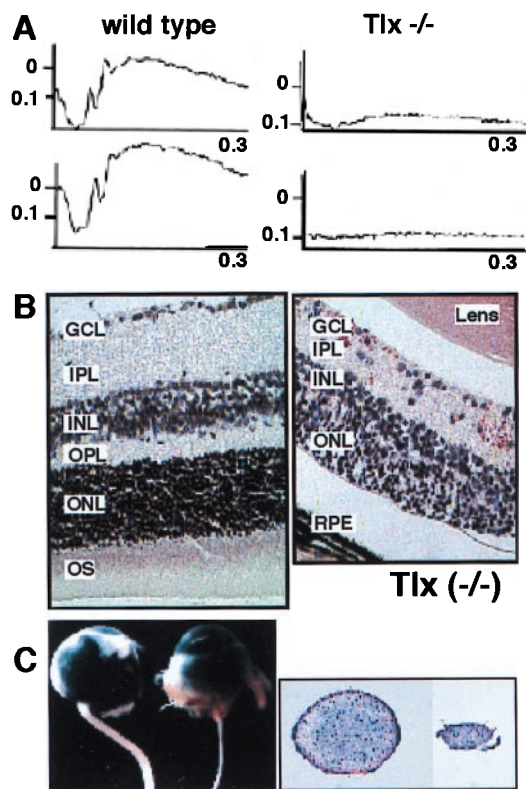 A
wild type
Tlx -/-
0
0.1
0.3
0
0.1
0.3
0
0.1
0.3
0
0.1
0.3
B
GCL
IPL
INL
OPL
ONL
OS
GCL
IPL
INL
ONL
RPE
Lens
Tlx (-/-)
C